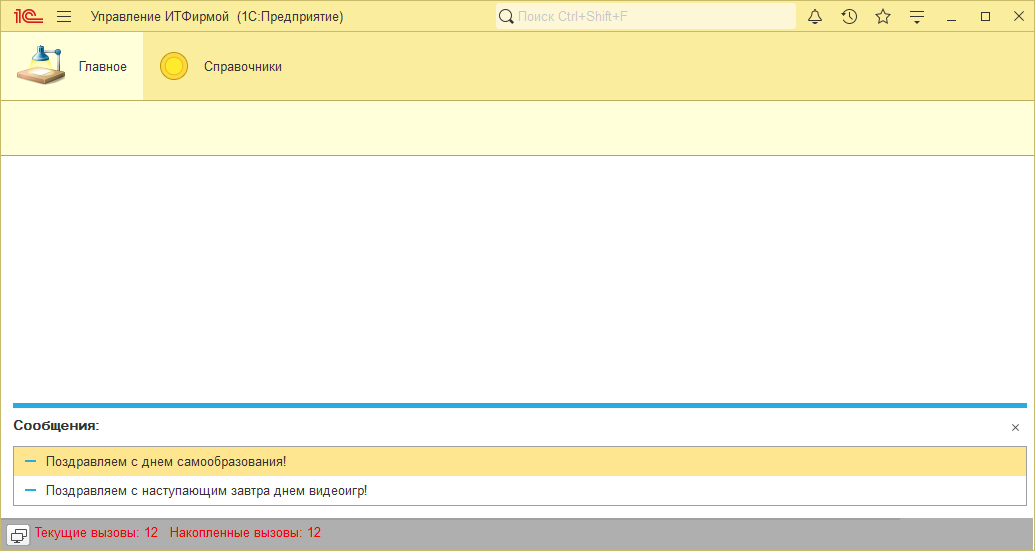 1С Управление ИТФирмой (1С:Предприятие) Поиск Ctrl+Shift+F
Главное Справочники
Сообщения:
Поздравляем с днем самообразования!
Поздравляем с наступающим завтра днем видеоигр!
Текущие вызовы: 12 Накопленные вызовы: 12